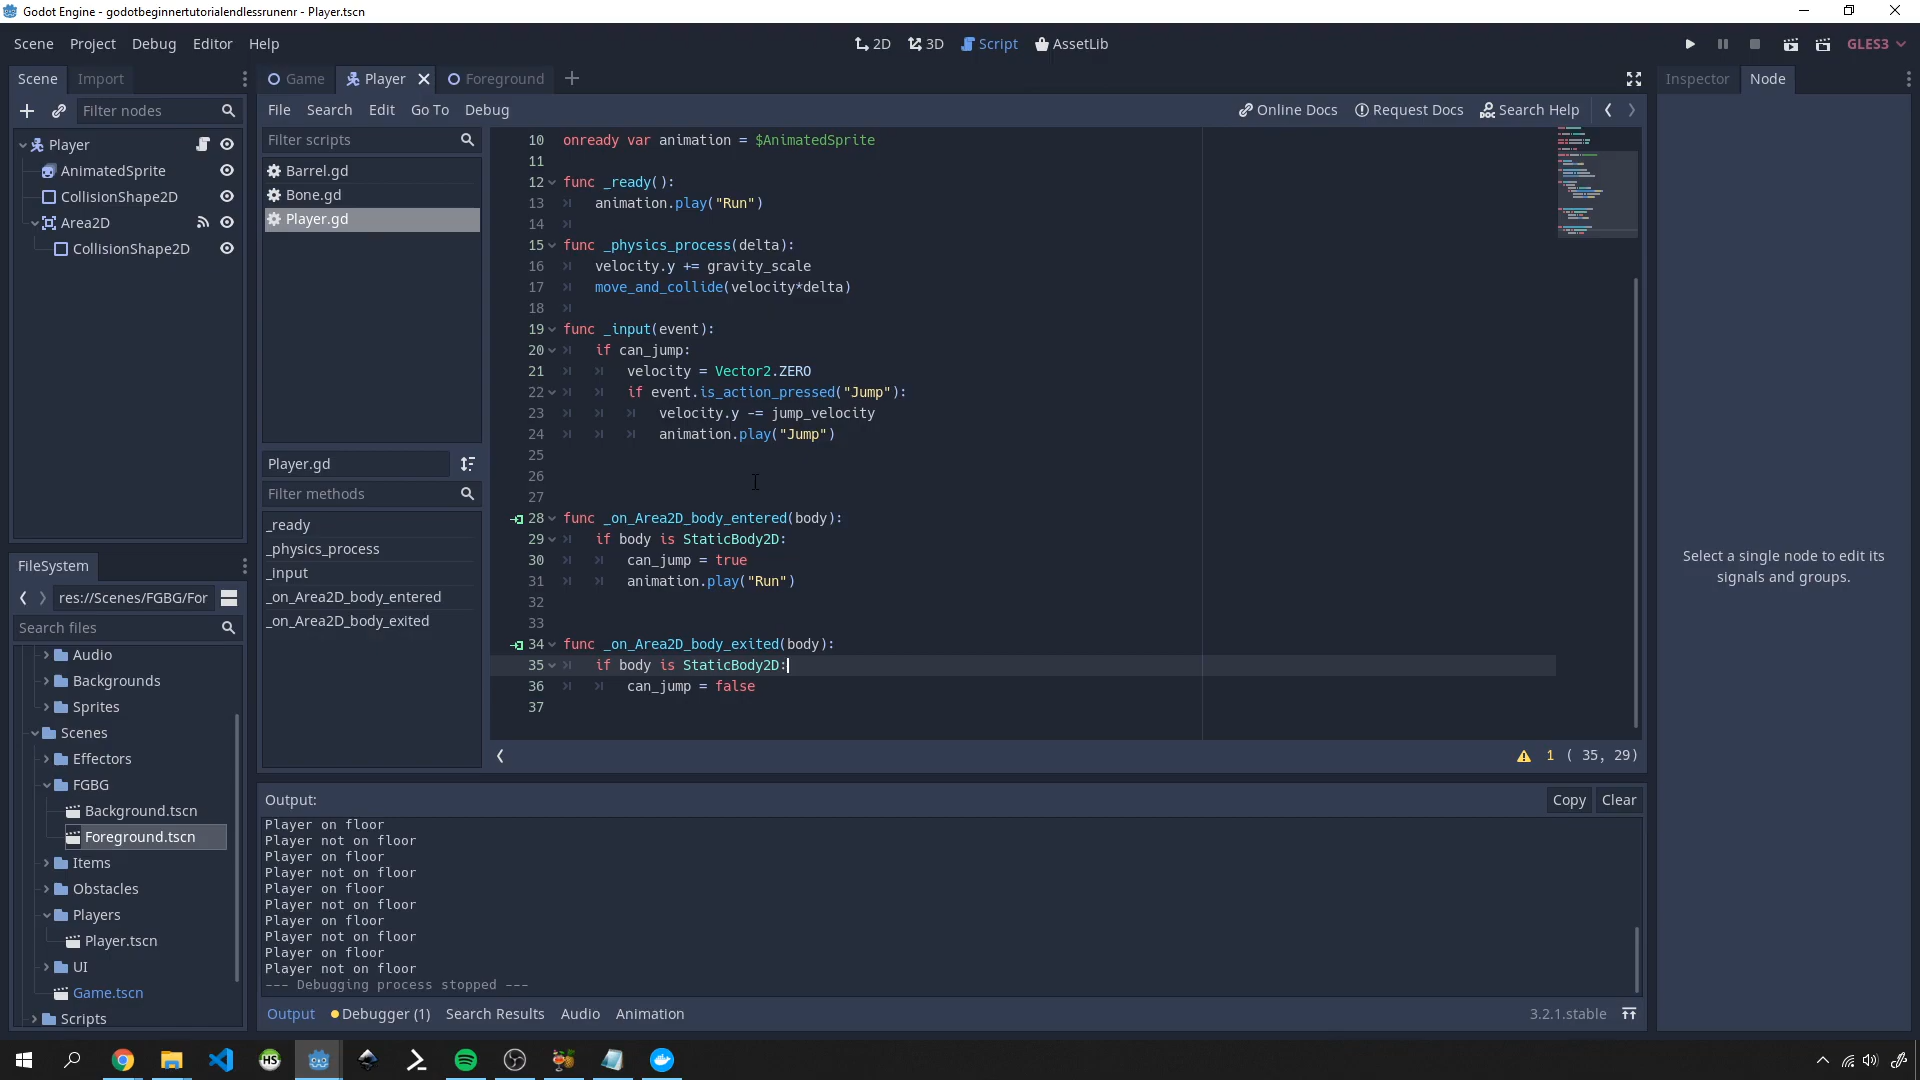 Godot Engine - godotbeginnertutorialendlessrunenr - Player.tscn
Scene Project Debug Editor Help
2D 3D Script AssetLib
GLES3
Scene Import
Game Player Foreground
Inspector Node
Filter nodes
File Search Edit Go To Debug
Online Docs Request Docs Search Help
Player
AnimatedSprite
CollisionShape2D
Area2D
CollisionShape2D
Filter scripts
Barrel.gd
Bone.gd
Player.gd
Player.gd
Filter methods
_ready
_physics_process
_input
_on_Area2D_body_entered
_on_Area2D_body_exited
10 onready var animation = $AnimatedSprite
11
12 func _ready():
13 animation.play("Run")
14
15 func _physics_process(delta):
16 velocity.y += gravity_scale
17 move_and_collide(velocity*delta)
18
19 func _input(event):
20 if can_jump:
21 velocity = Vector2.ZERO
22 if event.is_action_pressed("Jump"):
23 velocity.y -= jump_velocity
24 animation.play("Jump")
25
26
27
28 func _on_Area2D_body_entered(body):
29 if body is StaticBody2D:
30 can_jump = true
31 animation.play("Run")
32
33
34 func _on_Area2D_body_exited(body):
35 if body is StaticBody2D:
36 can_jump = false
37
1 ( 35, 29)
Select a single node to edit its
signals and groups.
FileSystem
res://Scenes/FGBG/For
Search files
Audio
Backgrounds
Sprites
Scenes
Effectors
FGBG
Background.tscn
Foreground.tscn
Items
Obstacles
Players
Player.tscn
UI
Game.tscn
Scripts
Output:
Copy Clear
Player on floor
Player not on floor
Player on floor
Player not on floor
Player on floor
Player not on floor
Player on floor
Player not on floor
Player on floor
Player not on floor
--- Debugging process stopped ---
Output Debugger (1) Search Results Audio Animation
3.2.1.stable
HS